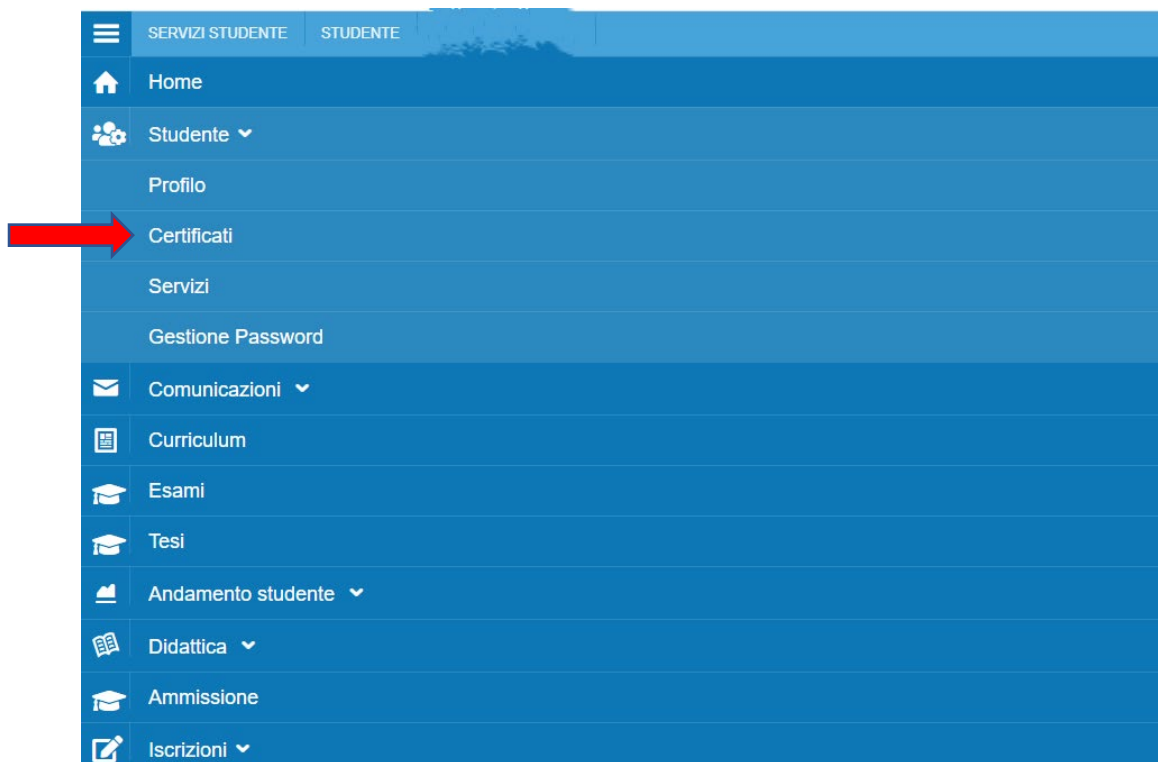 SERVIZI STUDENTE STUDENTE
Home
Studente
Profilo
Certificati
Servizi
Gestione Password
Comunicazioni
Curriculum
Esami
Tesi
Andamento studente
Didattica
Ammissione
Iscrizioni